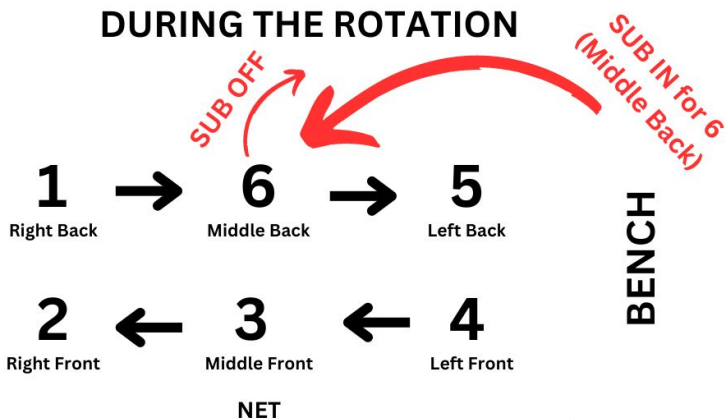 DURING THE ROTATION
SUB OFF
SUB IN for 6
(Middle Back)
1 6 5
Right Back Middle Back Left Back
BENCH
2 3 4
Right Front Middle Front Left Front
NET